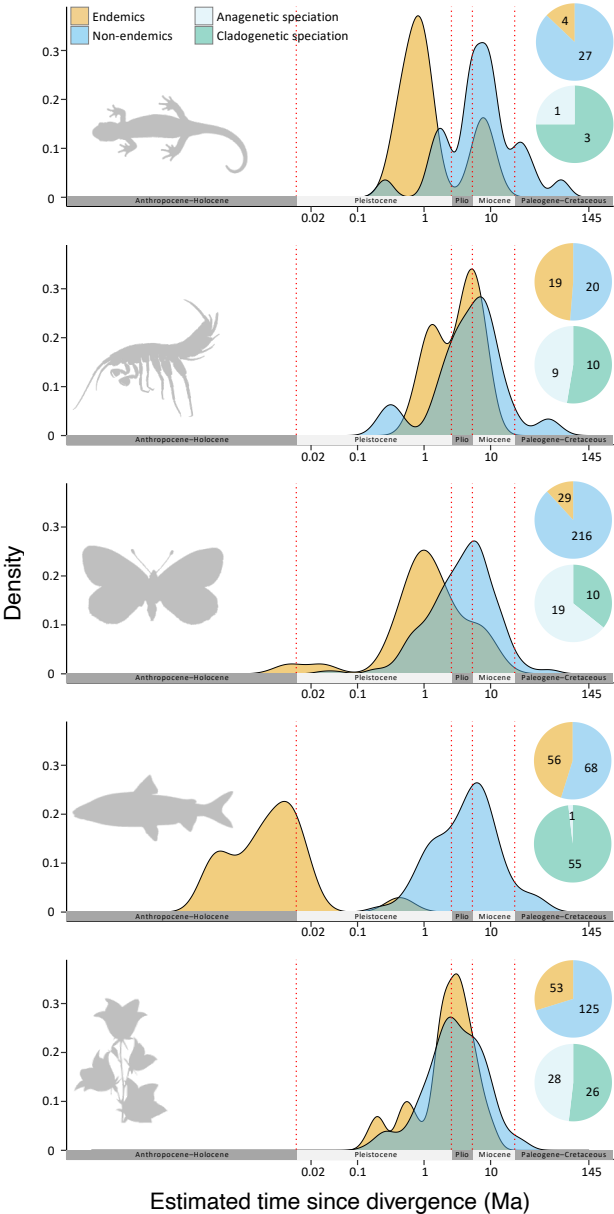 Endemics Anagenetic speciation
Non-endemics Cladogenetic speciation
4
27
1
3
0.3
0.2
0.1
0
Anthropocene–Holocene Pleistocene Plio Miocene Paleogene–Cretaceous
0.02 0.1 1 10 145
19 20
9 10
0.3
0.2
0.1
0
Anthropocene–Holocene Pleistocene Plio Miocene Paleogene–Cretaceous
0.02 0.1 1 10 145
29
216
10
19
0.3
0.2
0.1
0
Anthropocene–Holocene Pleistocene Plio Miocene Paleogene–Cretaceous
0.02 0.1 1 10 145
Density
56 68
1
55
0.3
0.2
0.1
0
Anthropocene–Holocene Pleistocene Plio Miocene Paleogene–Cretaceous
0.02 0.1 1 10 145
53
125
28 26
0.3
0.2
0.1
0
Anthropocene–Holocene Pleistocene Plio Miocene Paleogene–Cretaceous
0.02 0.1 1 10 145
Estimated time since divergence (Ma)